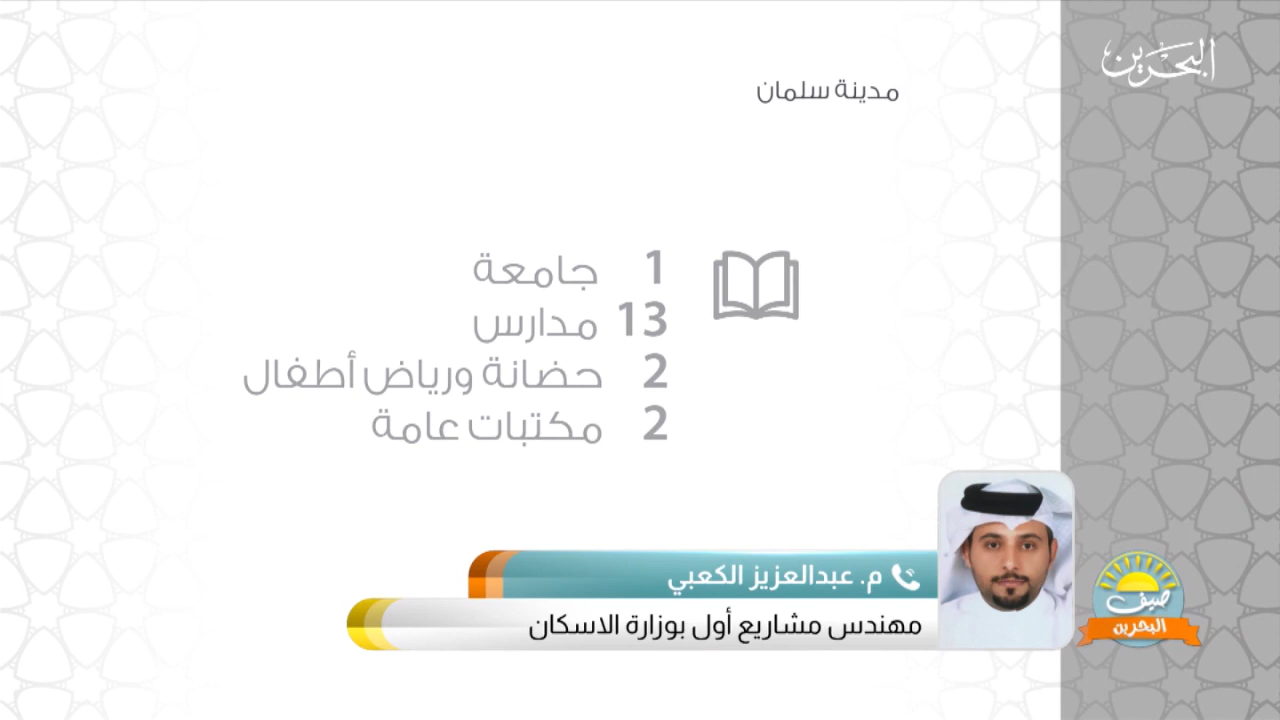 البحرين
مدينة سلمان
1 جامعة
13 مدارس
2 حضانة ورياض أطفال
2 مكتبات عامة
م. عبدالعزيز الكعبي
مهندس مشاريع أول بوزارة الاسكان
صيف
البحرين